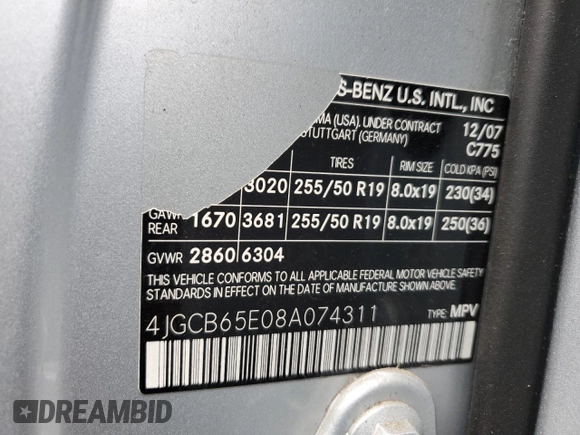 S-BENZ U.S. INTL., INC
MA (USA). UNDER CONTRACT 12/07
STUTTGART (GERMANY) C775
TIRES RIM SIZE COLD KPA (PSI)
3020 255/50 R19 8.0x19 230(34)
GAWR
REAR 1670 3681 255/50 R19 8.0x19 250(36)
GVWR 2860 6304
THIS VEHICLE CONFORMS TO ALL APPLICABLE FEDERAL MOTOR VEHICLE SAFETY
STANDARDS IN EFFECT ON THE DATE OF MANUFACTURE SHOWN ABOVE.
4JGCB65E08A074311 TYPE: MPV
DREAMBID